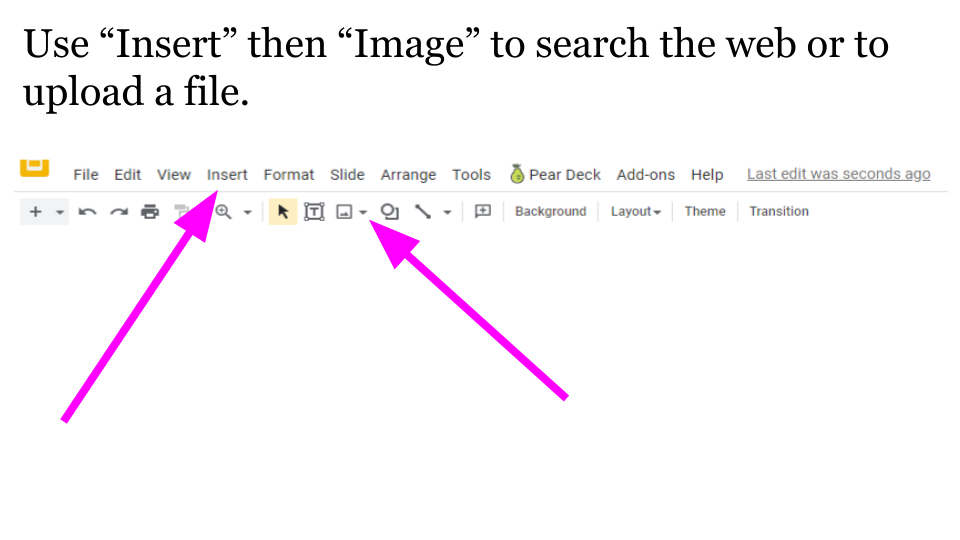 Use “Insert” then “Image” to search the web or to
upload a file.
File Edit View Insert Format Slide Arrange Tools Pear Deck Add-ons Help Last edit was seconds ago
Background Layout Theme Transition